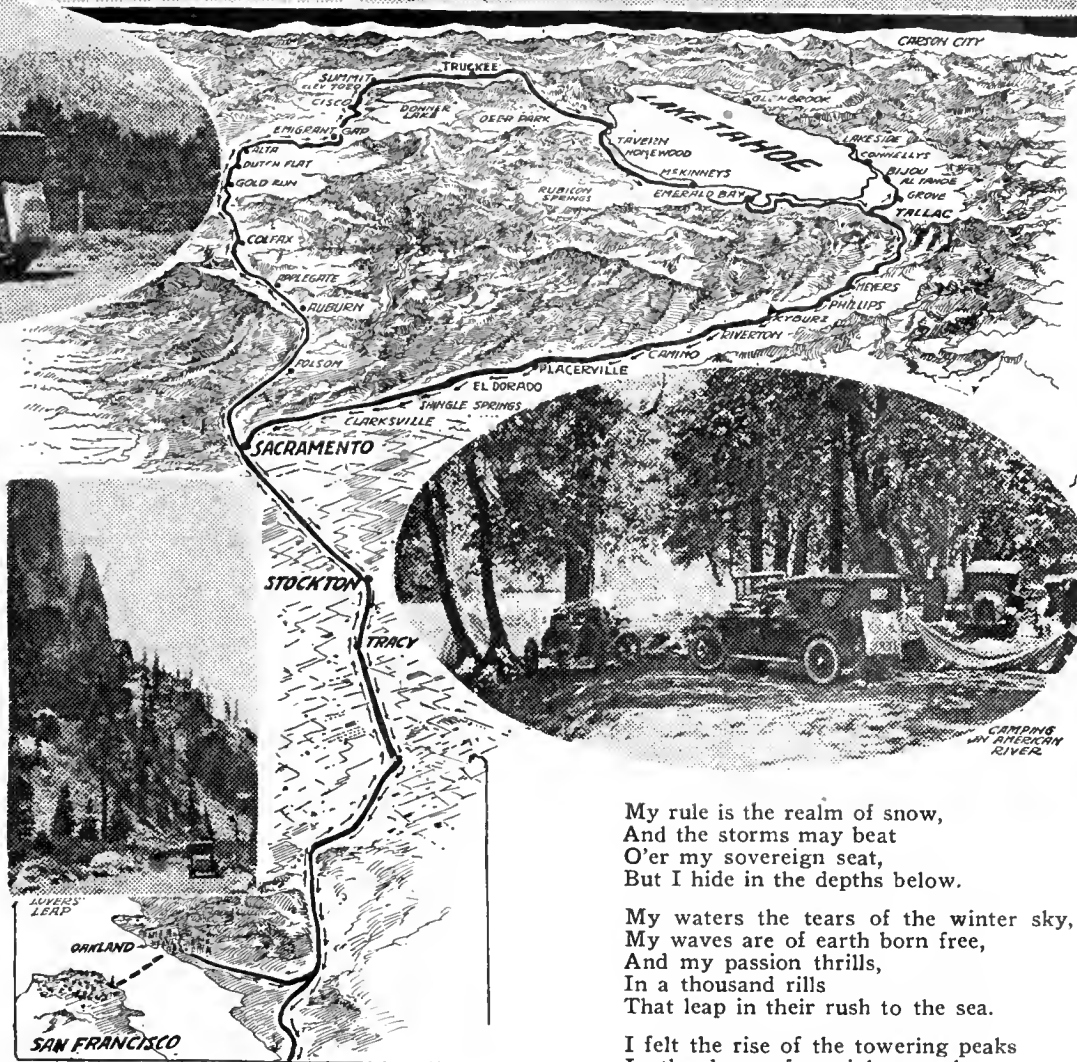 CARSON CITY
TRUCKEE
SUMMIT
ELEV 7020
CISCO
DONNER
LAKE
DEER PARK
GLENBROOK
LAKE TAHOE
EMIGRANT GAP
TAVERN
HOMEWOOD
LAKESIDE
CONNELLYS
ALTA
DUTCH FLAT
GOLD RUN
MCKINNEYS
BIJOU
AL TAHOE
RUBICON
SPRINGS
EMERALD BAY
GROVE
TALLAC
COLFAX
APPLEGATE
MEYERS
AUBURN
PHILLIPS
KYBURZ
RIVERTON
CAMINO
FOLSOM
PLACERVILLE
EL DORADO
SHINGLE SPRINGS
CLARKSVILLE
SACRAMENTO
STOCKTON
TRACY
CAMPING
ON AMERICAN
RIVER
LOVERS'
LEAP
OAKLAND
SAN FRANCISCO
My rule is the realm of snow,
And the storms may beat
O'er my sovereign seat,
But I hide in the depths below.
My waters the tears of the winter sky,
My waves are of earth born free,
And my passion thrills,
In a thousand rills
That leap in their rush to the sea.
I felt the rise of the towering peaks